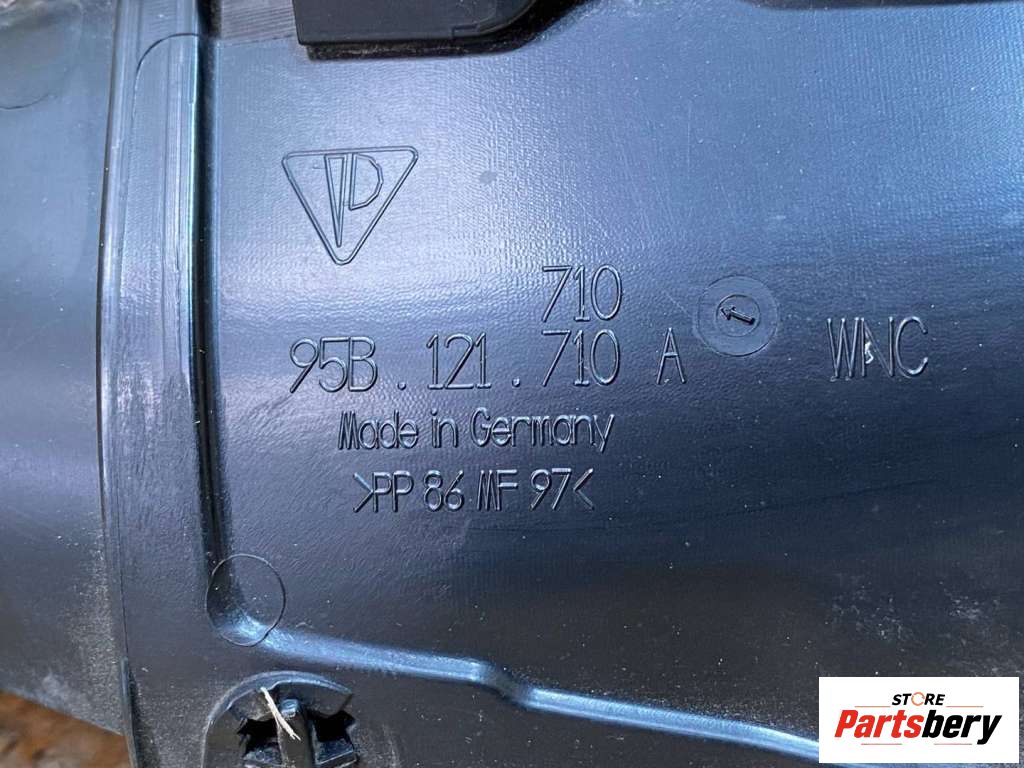 710
95B.121.710 A WNC
Made in Germany
>PP 86 MF 97<
STORE
Partsbery